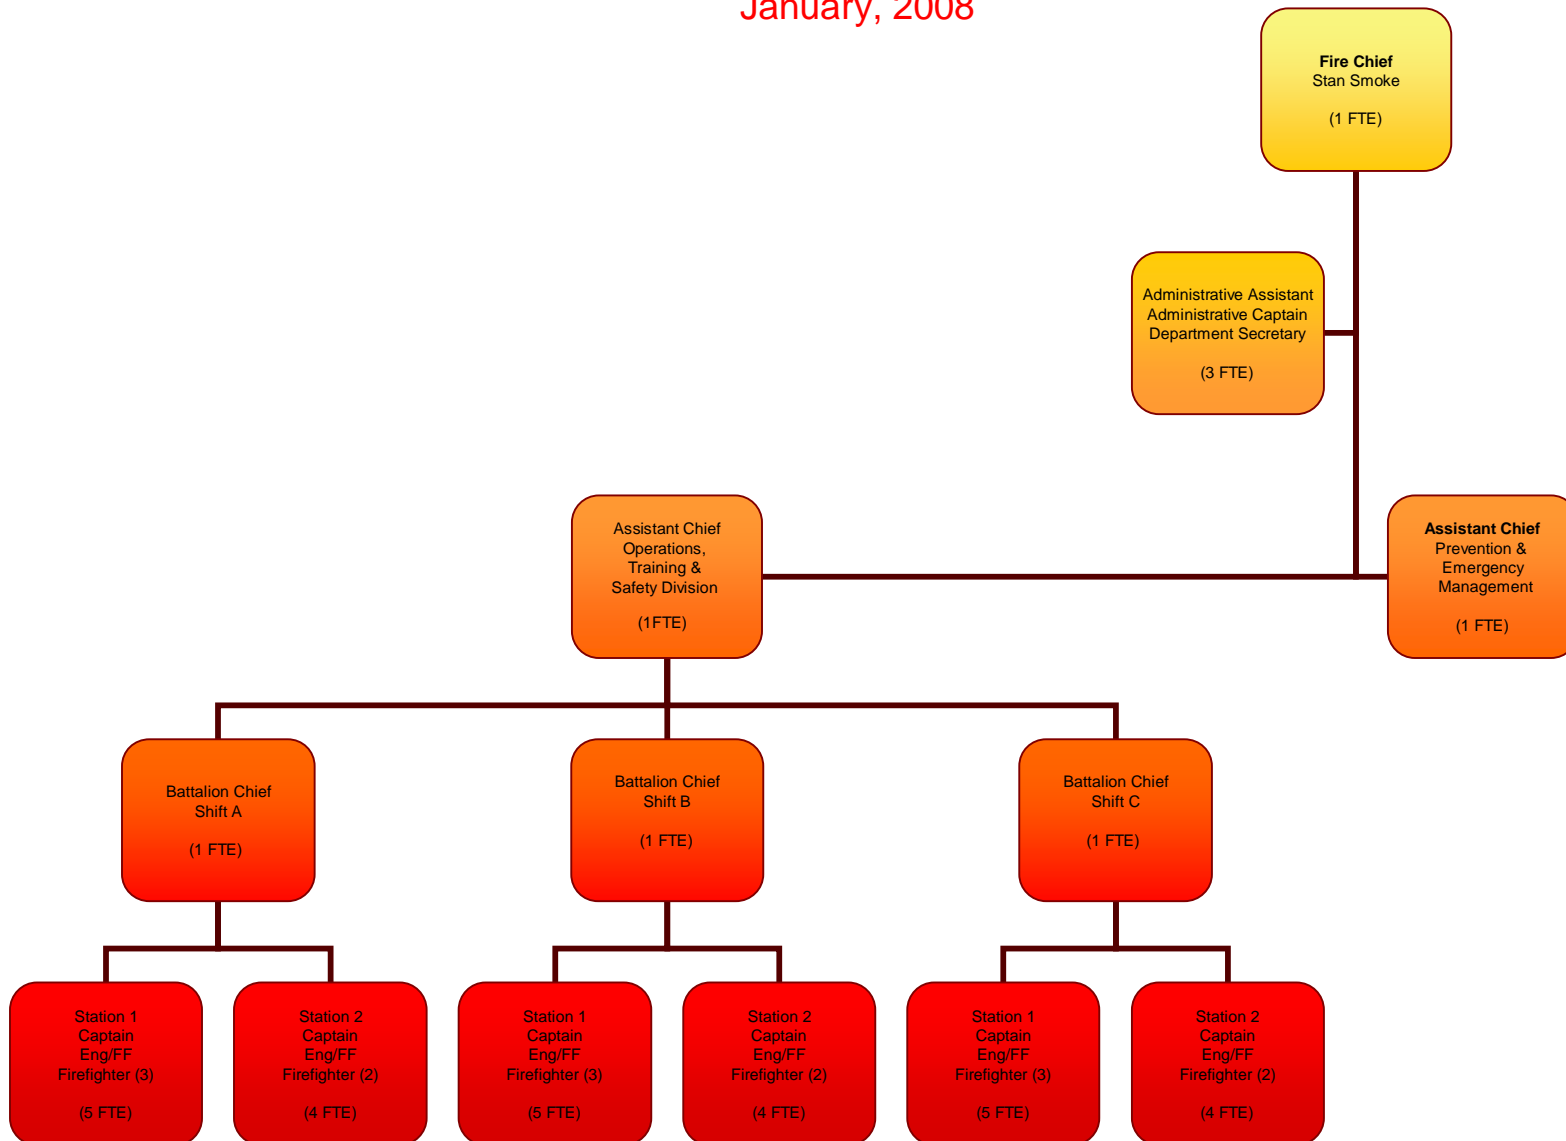 January, 2008
Fire Chief
Stan Smoke
(1 FTE)
Administrative Assistant
Administrative Captain
Department Secretary
(3 FTE)
Assistant Chief
Operations,
Training &
Safety Division
(1FTE)
Assistant Chief
Prevention &
Emergency
Management
(1 FTE)
Battalion Chief
Shift A
(1 FTE)
Battalion Chief
Shift B
(1 FTE)
Battalion Chief
Shift C
(1 FTE)
Station 1
Captain
Eng/FF
Firefighter (3)
(5 FTE)
Station 2
Captain
Eng/FF
Firefighter (2)
(4 FTE)
Station 1
Captain
Eng/FF
Firefighter (3)
(5 FTE)
Station 2
Captain
Eng/FF
Firefighter (2)
(4 FTE)
Station 1
Captain
Eng/FF
Firefighter (3)
(5 FTE)
Station 2
Captain
Eng/FF
Firefighter (2)
(4 FTE)